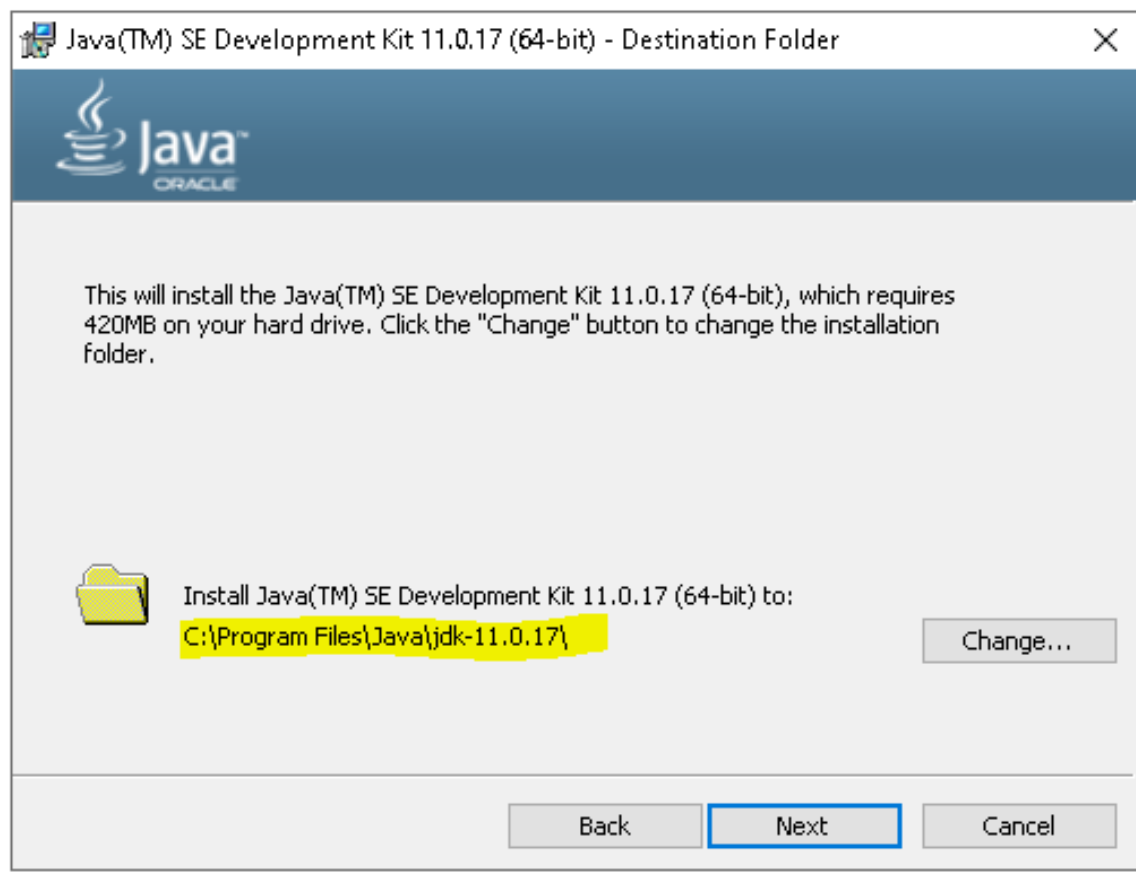 Java(TM) SE Development Kit 11.0.17 (64-bit) - Destination Folder
Java™
ORACLE
This will install the Java(TM) SE Development Kit 11.0.17 (64-bit), which requires
420MB on your hard drive. Click the "Change" button to change the installation
folder.
Install Java(TM) SE Development Kit 11.0.17 (64-bit) to:
C:\Program Files\Java\jdk-11.0.17\
Change...
Back
Next
Cancel